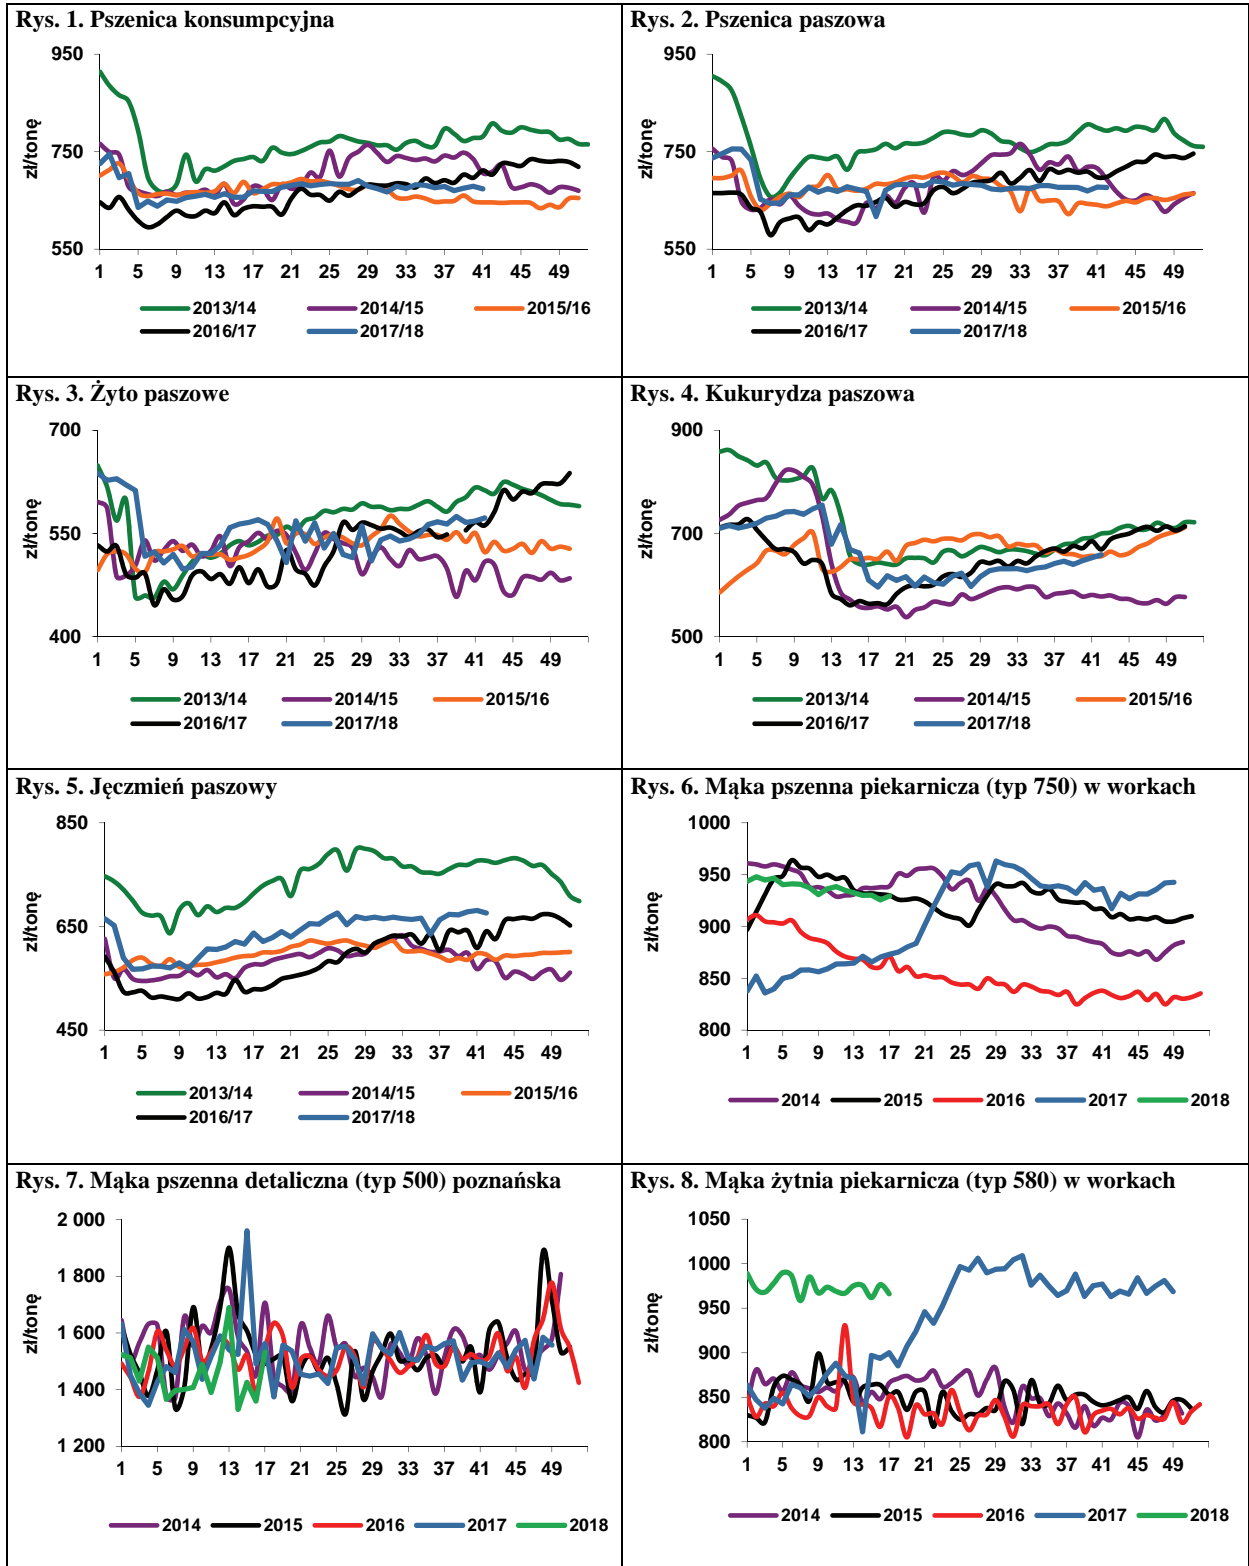 Rys. 1. Pszenica konsumpcyjna
950
750
550
zł/tonę
1 5 9 13 17 21 25 29 33 37 41 45 49
2013/14 2014/15 2015/16
2016/17 2017/18
Rys. 2. Pszenica paszowa
950
750
550
zł/tonę
1 5 9 13 17 21 25 29 33 37 41 45 49
2013/14 2014/15 2015/16
2016/17 2017/18
Rys. 3. Żyto paszowe
700
550
400
zł/tonę
1 5 9 13 17 21 25 29 33 37 41 45 49
2013/14 2014/15 2015/16
2016/17 2017/18
Rys. 4. Kukurydza paszowa
900
700
500
zł/tonę
1 5 9 13 17 21 25 29 33 37 41 45 49
2013/14 2014/15 2015/16
2016/17 2017/18
Rys. 5. Jęczmień paszowy
850
650
450
zł/tonę
1 5 9 13 17 21 25 29 33 37 41 45 49
2013/14 2014/15 2015/16
2016/17 2017/18
Rys. 6. Mąka pszenna piekarnicza (typ 750) w workach
1000
950
900
850
800
zł/tonę
1 5 9 13 17 21 25 29 33 37 41 45 49
2014 2015 2016 2017 2018
Rys. 7. Mąka pszenna detaliczna (typ 500) poznańska
2 000
1 800
1 600
1 400
1 200
zł/tonę
1 5 9 13 17 21 25 29 33 37 41 45 49
2014 2015 2016 2017 2018
Rys. 8. Mąka żytnia piekarnicza (typ 580) w workach
1050
1000
950
900
850
800
zł/tonę
1 5 9 13 17 21 25 29 33 37 41 45 49
2014 2015 2016 2017 2018